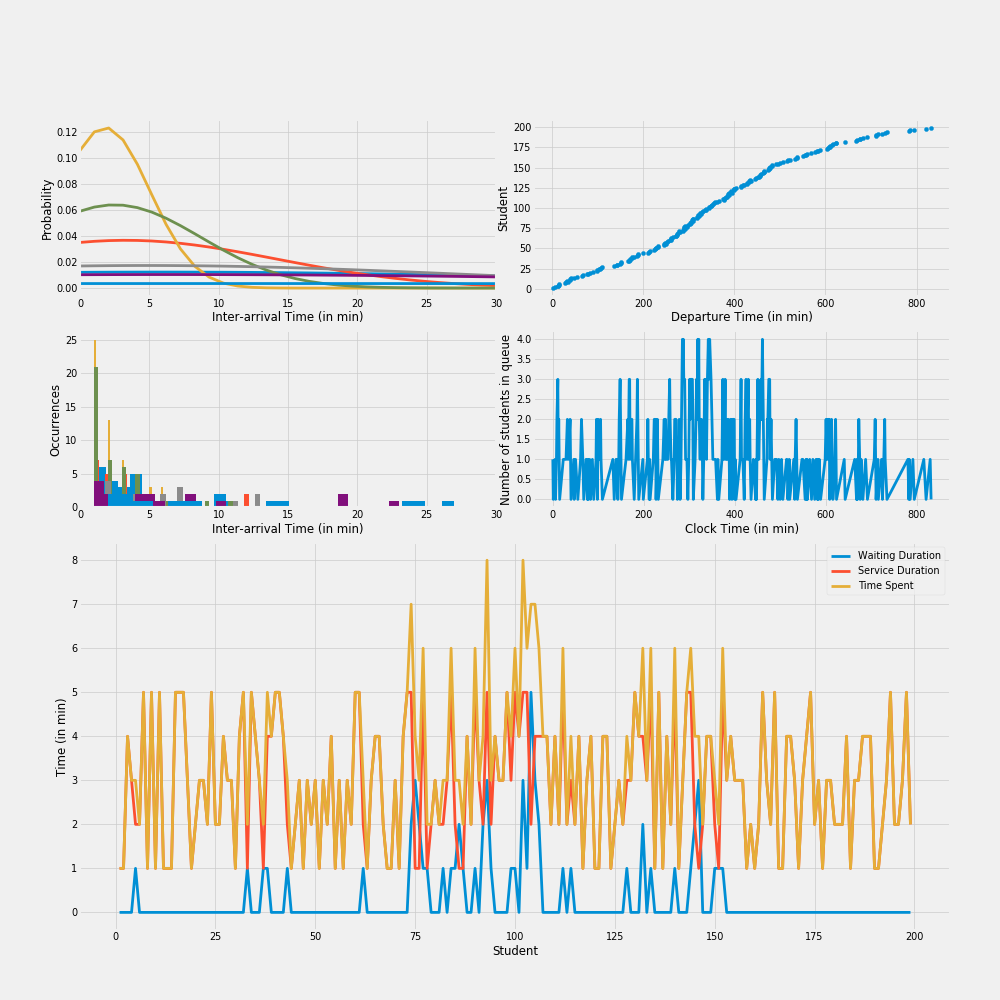 0.12
0.10
0.08
0.06
0.04
0.02
0.00
Probability
0 5 10 15 20 25 30
Inter-arrival Time (in min)
200
175
150
125
100
75
50
25
0
Student
0 200 400 600 800
Departure Time (in min)
25
20
15
10
5
0
Occurrences
0 5 10 15 20 25 30
Inter-arrival Time (in min)
4.0
3.5
3.0
2.5
2.0
1.5
1.0
0.5
0.0
Number of students in queue
0 200 400 600 800
Clock Time (in min)
Waiting Duration
Service Duration
Time Spent
8
7
6
5
4
3
2
1
0
Time (in min)
0 25 50 75 100 125 150 175 200
Student